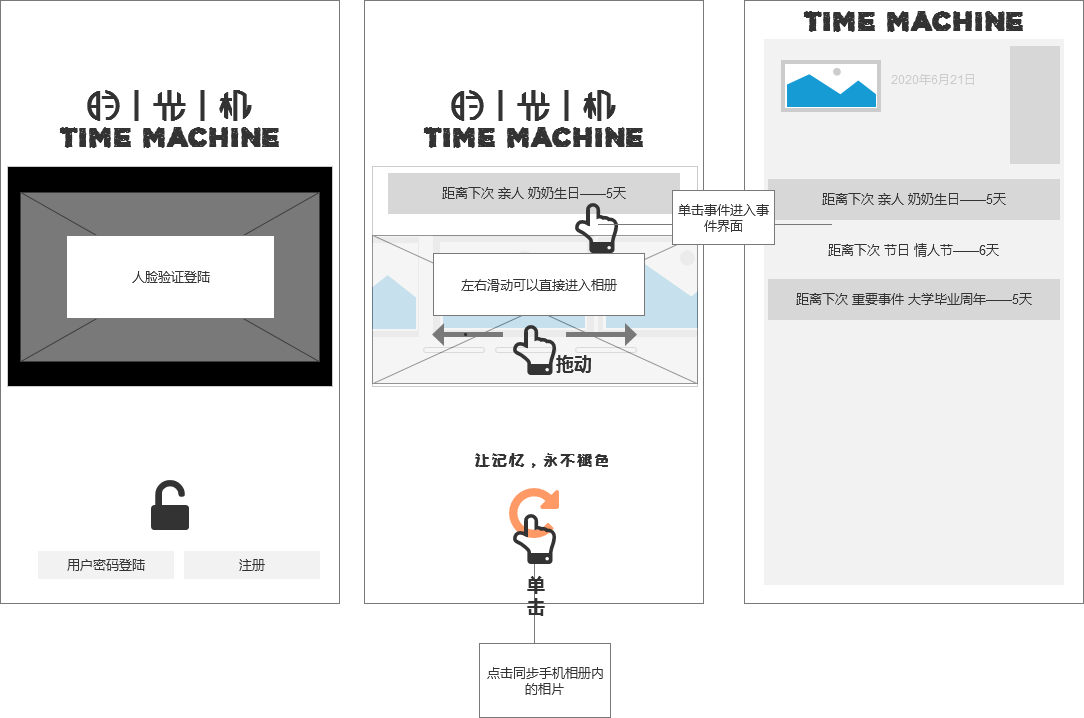 时光机
TIME MACHINE
人脸验证登陆
用户密码登陆
注册
时光机
TIME MACHINE
距离下次 亲人 奶奶生日——5天
单击事件进入事
件界面
左右滑动可以直接进入相册
拖动
让记忆，永不褪色
单
击
点击同步手机相册内
的相片
TIME MACHINE
2020年6月21日
距离下次 亲人 奶奶生日——5天
距离下次 节日 情人节——6天
距离下次 重要事件 大学毕业周年——5天